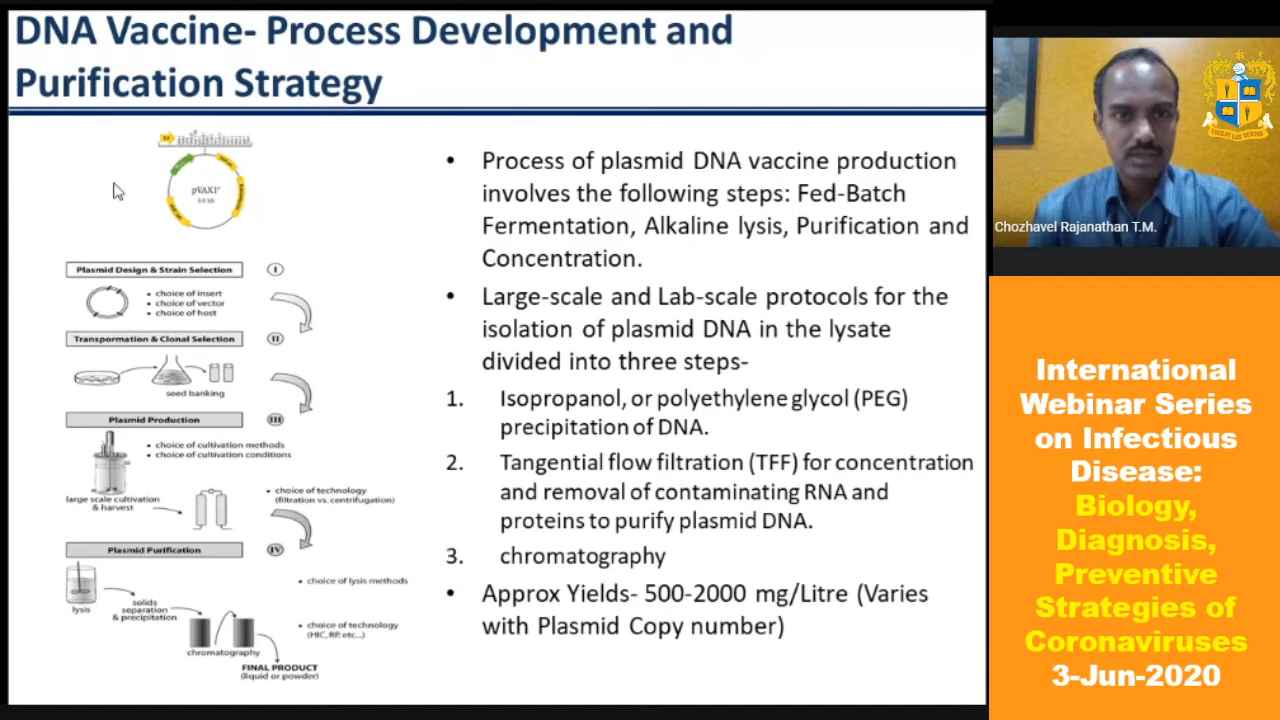 DNA Vaccine- Process Development and
Purification Strategy
pVAX1
3.0 kb
Plasmid Design & Strain Selection
I
• choice of insert
• choice of vector
• choice of host
Transpormation & Clonal Selection
II
seed banking
Plasmid Production
III
• choice of cultivation methods
• choice of cultivation conditions
large scale cultivation
& harvest
• choice of technology
(filtration vs. centrifugation)
Plasmid Purification
IV
• choice of lysis methods
lysis
solids
separation
& precipitation
• choice of technology
(HIC, RP, etc...)
chromatography
FINAL PRODUCT
(liquid or powder)
• Process of plasmid DNA vaccine production
involves the following steps: Fed-Batch
Fermentation, Alkaline lysis, Purification and
Concentration.
• Large-scale and Lab-scale protocols for the
isolation of plasmid DNA in the lysate
divided into three steps-
1. Isopropanol, or polyethylene glycol (PEG)
precipitation of DNA.
2. Tangential flow filtration (TFF) for concentration
and removal of contaminating RNA and
proteins to purify plasmid DNA.
3. chromatography
• Approx Yields- 500-2000 mg/Litre (Varies
with Plasmid Copy number)
Chozhavel Rajanathan T.M.
International
Webinar Series
on Infectious
Disease:
Biology,
Diagnosis,
Preventive
Strategies of
Coronaviruses
3-Jun-2020